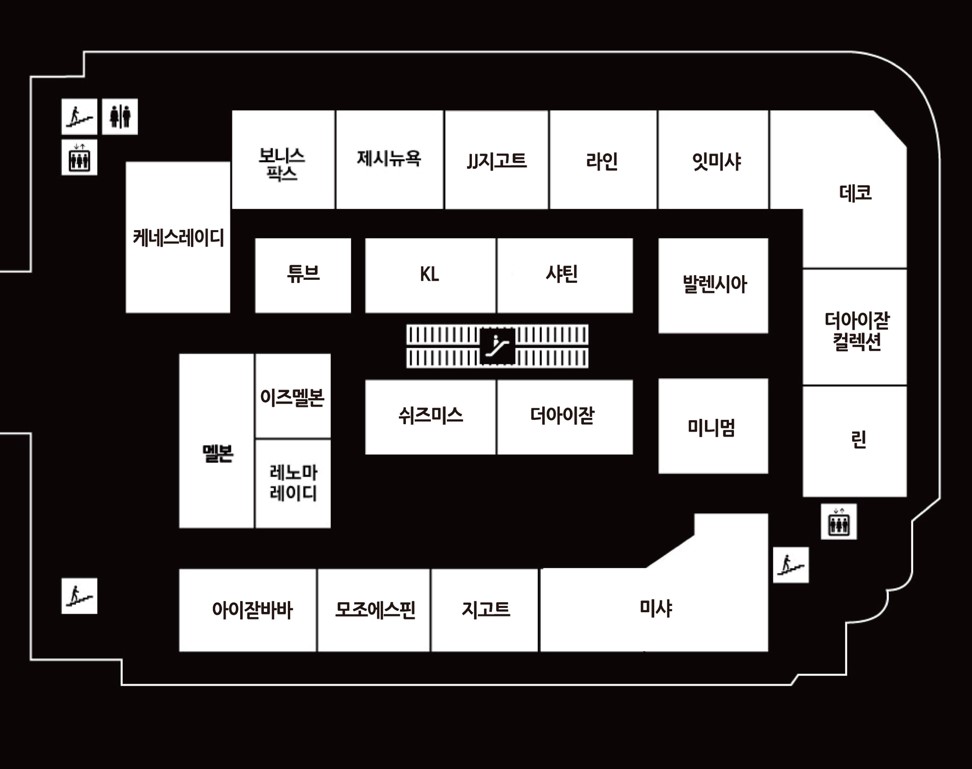 보니스
팍스
제시뉴욕
JJ지고트
라인
잇미샤
데코
케네스레이디
튜브
KL
샤틴
발렌시아
더아이잗
컬렉션
이즈멜본
멜본
레노마
레이디
쉬즈미스
더아이잗
미니멈
린
아이잗바바
모조에스핀
지고트
미샤